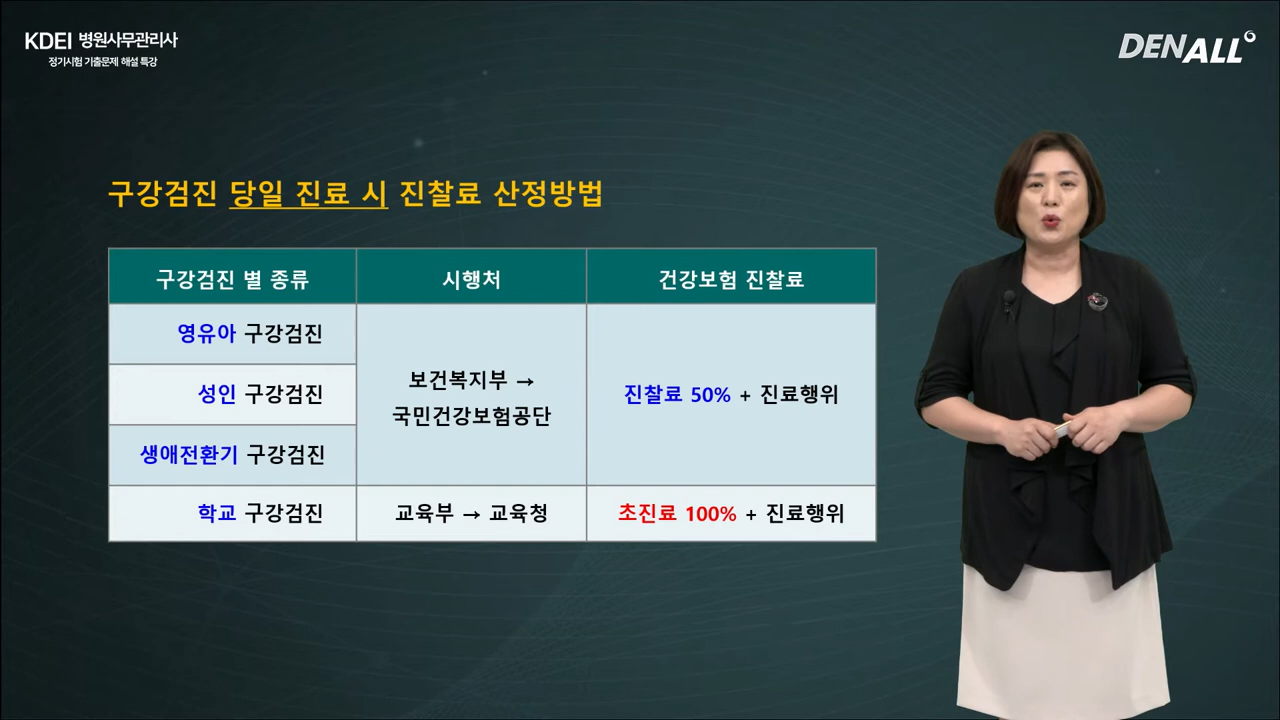 KDEI 병원사무관리사
정기시험 기출문제 해설 특강
DENALL
구강검진 당일 진료 시 진찰료 산정방법
구강검진 별 종류
시행처
건강보험 진찰료
영유아 구강검진
성인 구강검진
생애전환기 구강검진
보건복지부 →
국민건강보험공단
진찰료 50% + 진료행위
학교 구강검진
교육부 → 교육청
초진료 100% + 진료행위